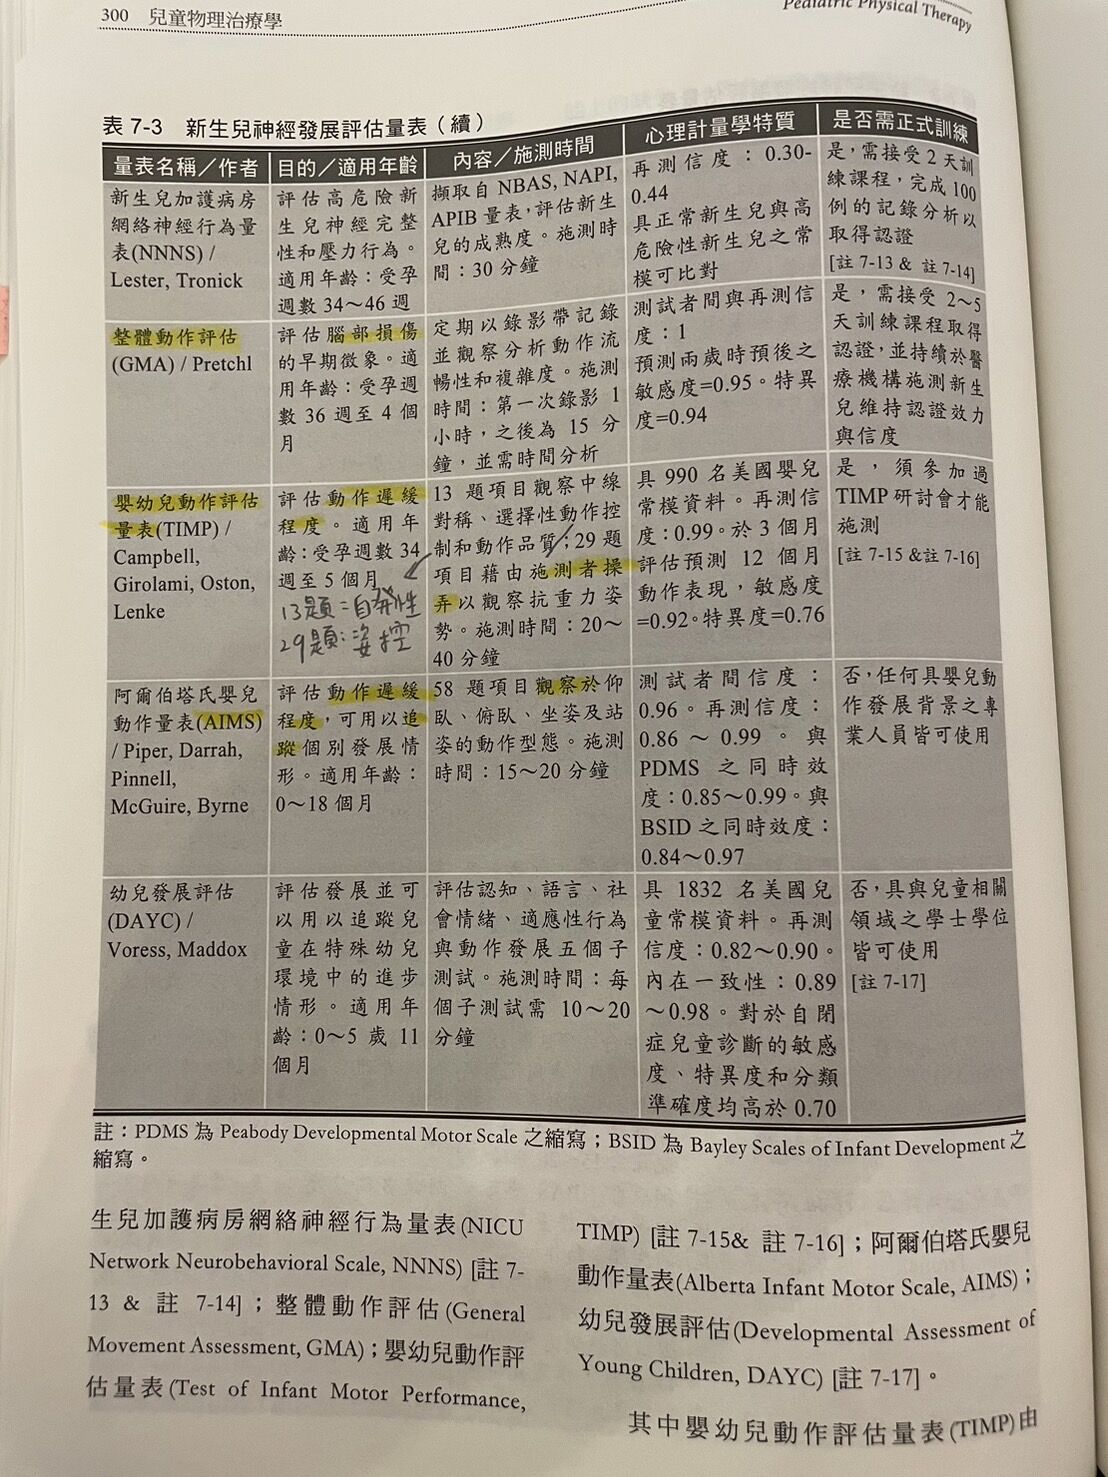 300 兒童物理治療學
Pediatric Physical Therapy
表 7-3 新生兒神經發展評估量表（續）
量表名稱／作者
目的／適用年齡
內容／施測時間
心理計量學特質
是否需正式訓練
新生兒加護病房
網絡神經行為量
表(NNNS) /
Lester, Tronick
評估高危險新
生兒神經完整
性和壓力行為。
適用年齡：受孕
週數 34～46 週
擷取自 NBAS, NAPI,
APIB 量表，評估新生
兒的成熟度。施測時
間：30 分鐘
再測信度：0.30-
0.44
具正常新生兒與高
危險性新生兒之常
模可比對
是，需接受 2 天訓
練課程，完成 100
例的記錄分析以
取得認證
[註 7-13 & 註 7-14]
整體動作評估
(GMA) / Pretchl
評估腦部損傷
的早期徵象。適
用年齡：受孕週
數 36 週至 4 個
月
定期以錄影帶記錄
並觀察分析動作流
暢性和複雜度。施測
時間：第一次錄影 1
小時，之後為 15 分
鐘，並需時間分析
測試者間與再測信
度：1
預測兩歲時預後之
敏感度=0.95。特異
度=0.94
是，需接受 2～5
天訓練課程取得
認證，並持續於醫
療機構施測新生
兒維持認證效力
與信度
嬰幼兒動作評估
量表(TIMP) /
Campbell,
Girolami, Oston,
Lenke
評估動作遲緩
程度。適用年
齡：受孕週數 34
週至 5 個月
13題：自發性
29題：姿控
13 題項目觀察中線
對稱、選擇性動作控
制和動作品質；29 題
項目藉由施測者操
弄以觀察抗重力姿
勢。施測時間：20～
40 分鐘
具 990 名美國嬰兒
常模資料。再測信
度：0.99。於 3 個月
評估預測 12 個月
動作表現，敏感度
=0.92。特異度=0.76
是，須參加過
TIMP 研討會才能
施測
[註 7-15 &註 7-16]
阿爾伯塔氏嬰兒
動作量表(AIMS)
/ Piper, Darrah,
Pinnell,
McGuire, Byrne
評估動作遲緩
程度，可用以追
蹤個別發展情
形。適用年齡：
0～18 個月
58 題項目觀察於仰
臥、俯臥、坐姿及站
姿的動作型態。施測
時間：15～20 分鐘
測試者間信度：
0.96。再測信度：
0.86 ～ 0.99 。 與
PDMS 之同時效
度：0.85～0.99。與
BSID 之同時效度：
0.84～0.97
否，任何具嬰兒動
作發展背景之專
業人員皆可使用
幼兒發展評估
(DAYC) /
Voress, Maddox
評估發展並可
以用以追蹤兒
童在特殊幼兒
環境中的進步
情形。適用年
齡：0～5 歲 11
個月
評估認知、語言、社
會情緒、適應性行為
與動作發展五個子
測試。施測時間：每
個子測試需 10～20
分鐘
具 1832 名美國兒
童常模資料。再測
信度：0.82～0.90。
內在一致性：0.89
～0.98。對於自閉
症兒童診斷的敏感
度、特異度和分類
準確度均高於 0.70
否，具與兒童相關
領域之學士學位
皆可使用
[註 7-17]
註：PDMS 為 Peabody Developmental Motor Scale 之縮寫；BSID 為 Bayley Scales of Infant Development 之
縮寫。
生兒加護病房網絡神經行為量表(NICU
Network Neurobehavioral Scale, NNNS) [註 7-
13 & 註 7-14]；整體動作評估(General
Movement Assessment, GMA)；嬰幼兒動作評
估量表(Test of Infant Motor Performance,
TIMP) [註 7-15& 註 7-16]；阿爾伯塔氏嬰兒
動作量表(Alberta Infant Motor Scale, AIMS)；
幼兒發展評估(Developmental Assessment of
Young Children, DAYC) [註 7-17]。
其中嬰幼兒動作評估量表(TIMP)由